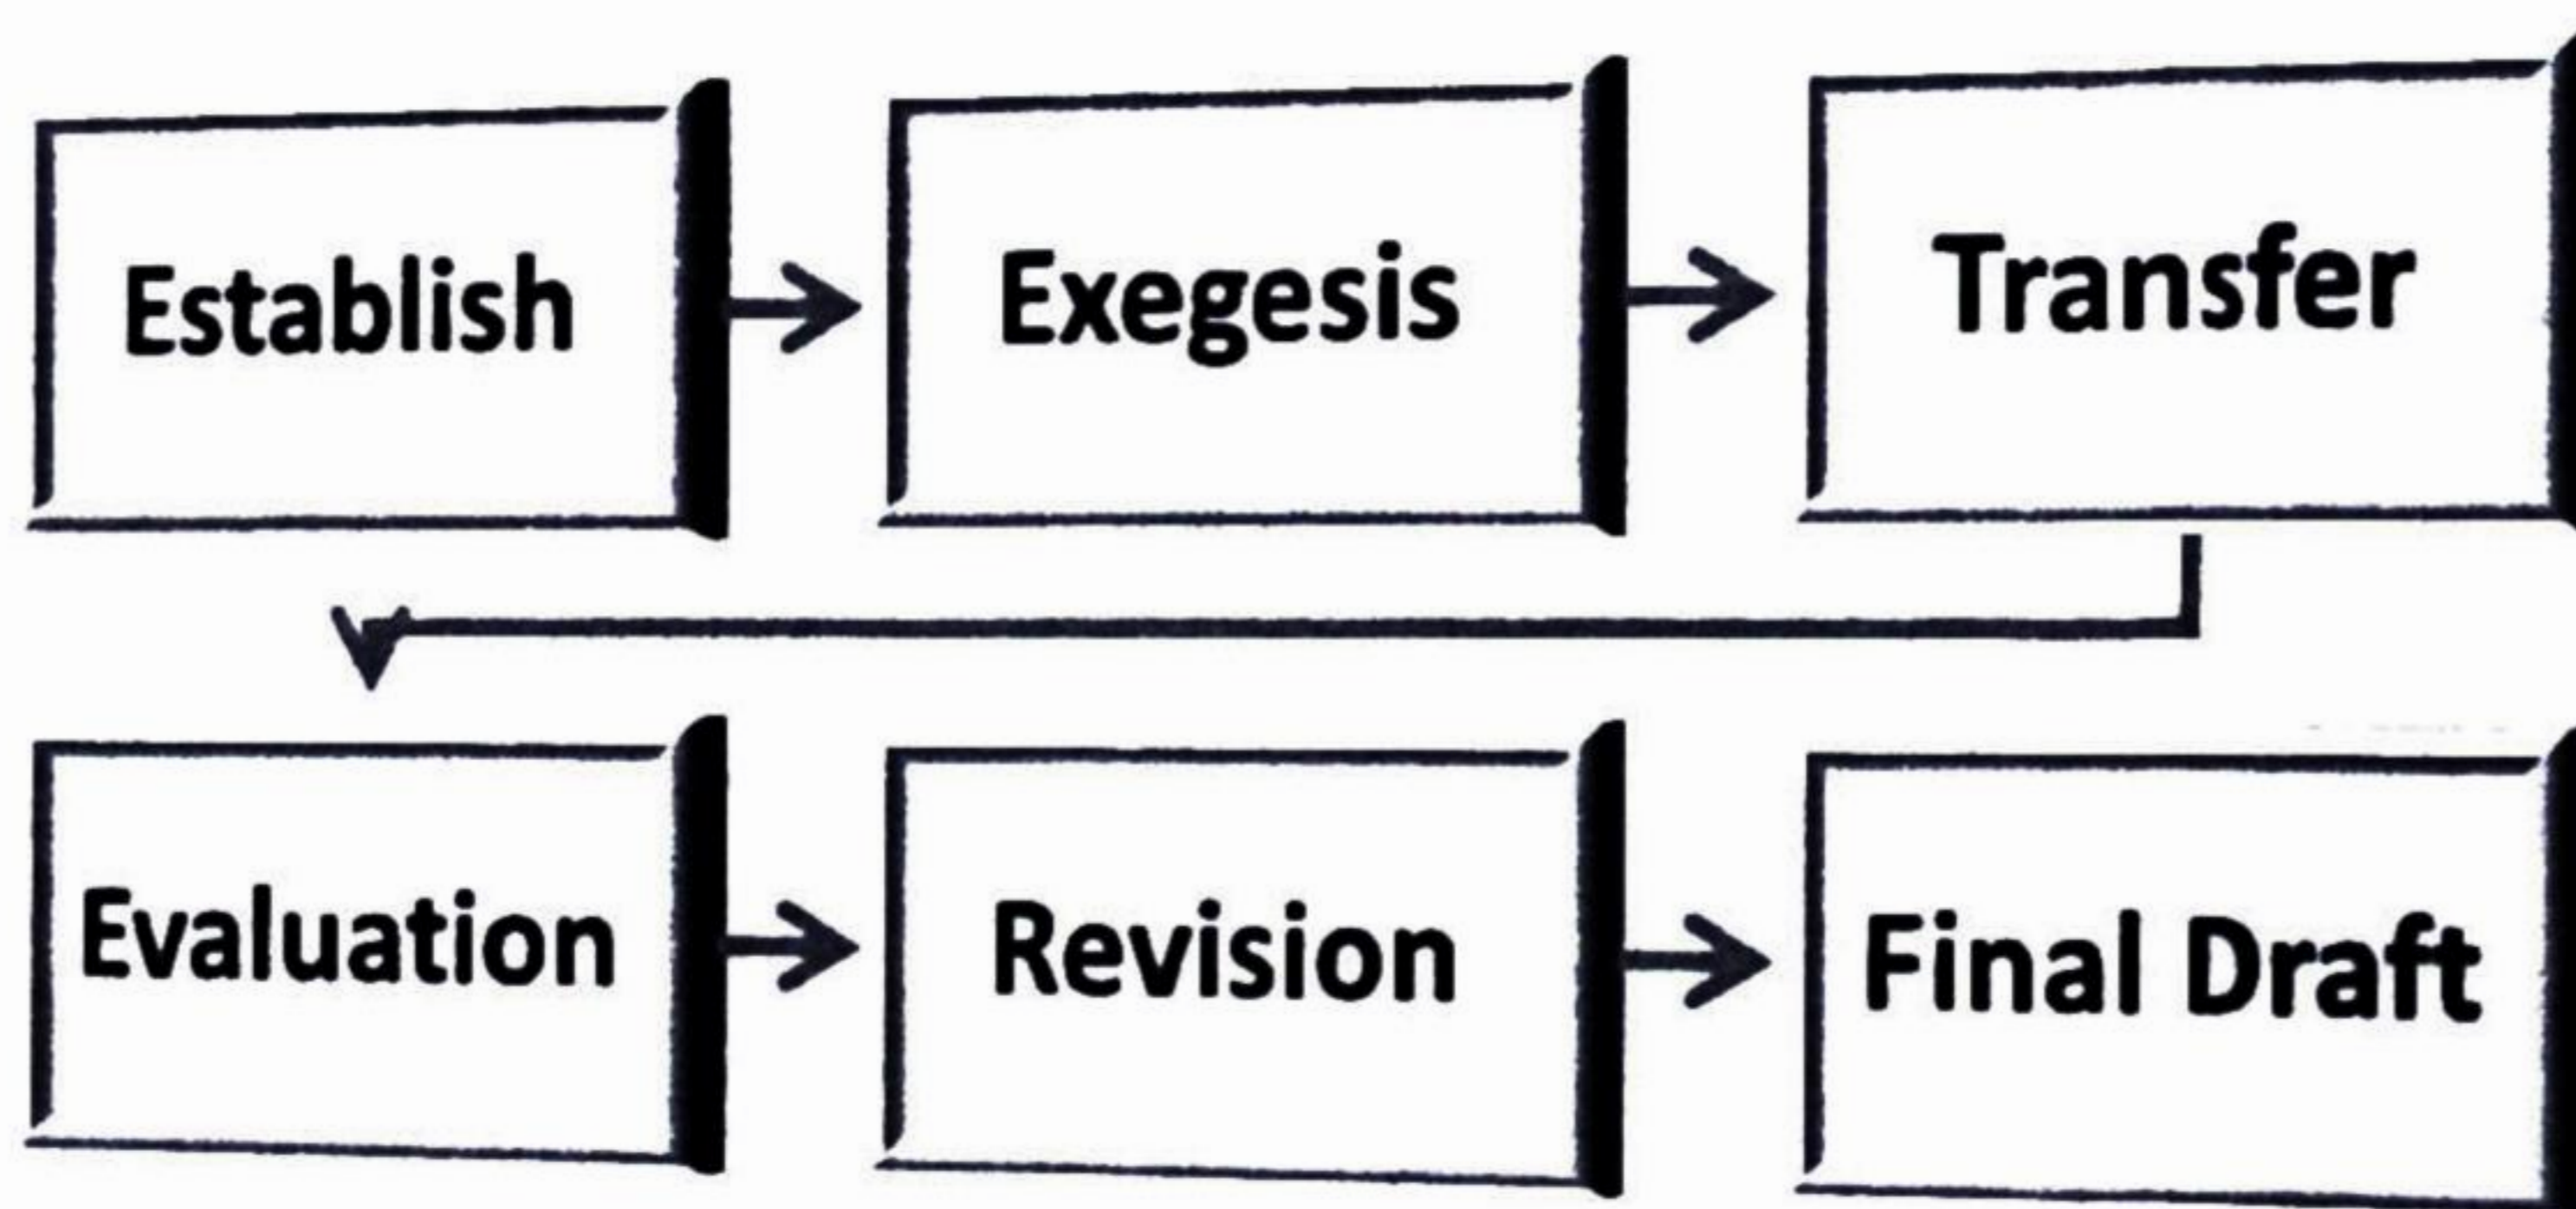 Establish
Exegesis
Transfer
Evaluation
Revision
Final Draft